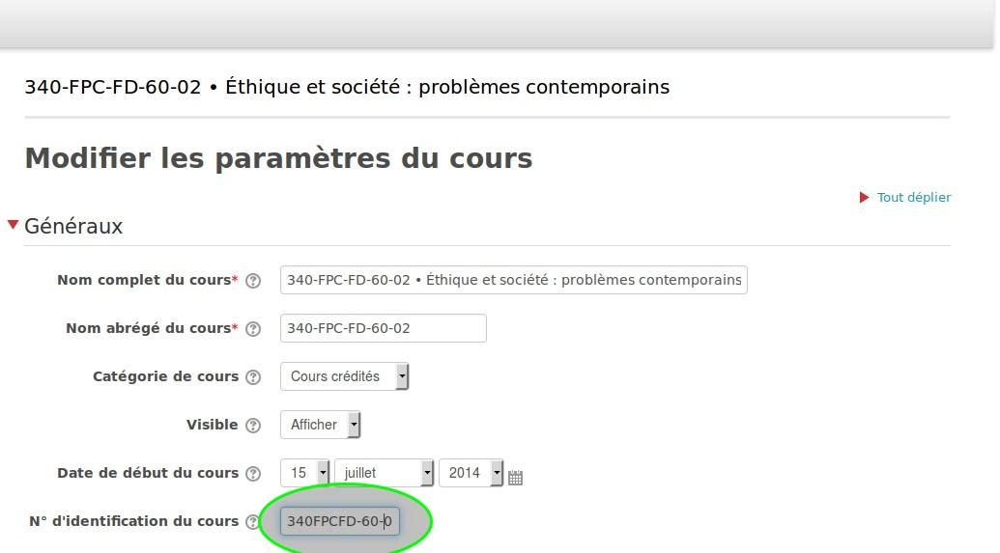 340-FPC-FD-60-02 • Éthique et société : problèmes contemporains
Modifier les paramètres du cours
Tout déplier
Généraux
Nom complet du cours* ? 340-FPC-FD-60-02 • Éthique et société : problèmes contemporains
Nom abrégé du cours* ? 340-FPC-FD-60-02
Catégorie de cours ? Cours crédités
Visible ? Afficher
Date de début du cours ? 15 juillet 2014
N° d'identification du cours ? 340FPCFD-60-0